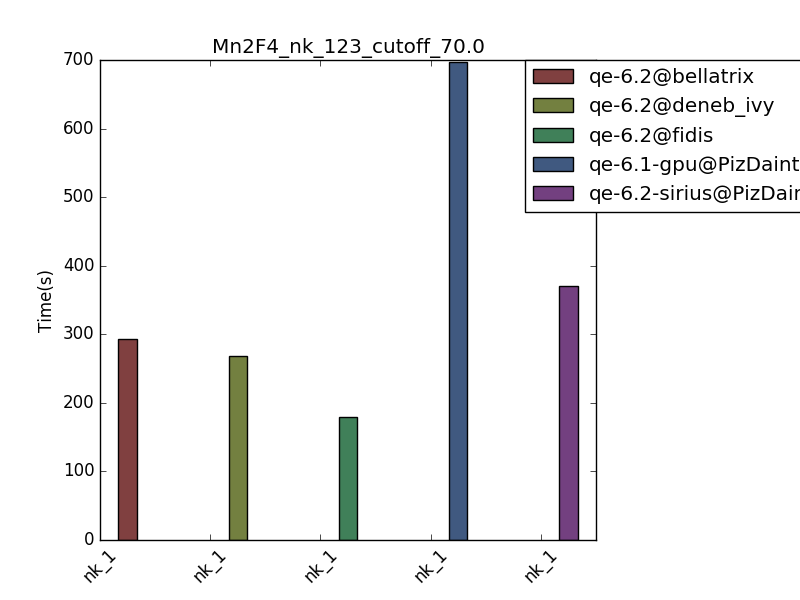 Mn2F4_nk_123_cutoff_70.0
700
600
500
400
300
200
100
0
Time(s)
nk_1
nk_1
nk_1
nk_1
nk_1
qe-6.2@bellatrix
qe-6.2@deneb_ivy
qe-6.2@fidis
qe-6.1-gpu@PizDaint
qe-6.2-sirius@PizDain